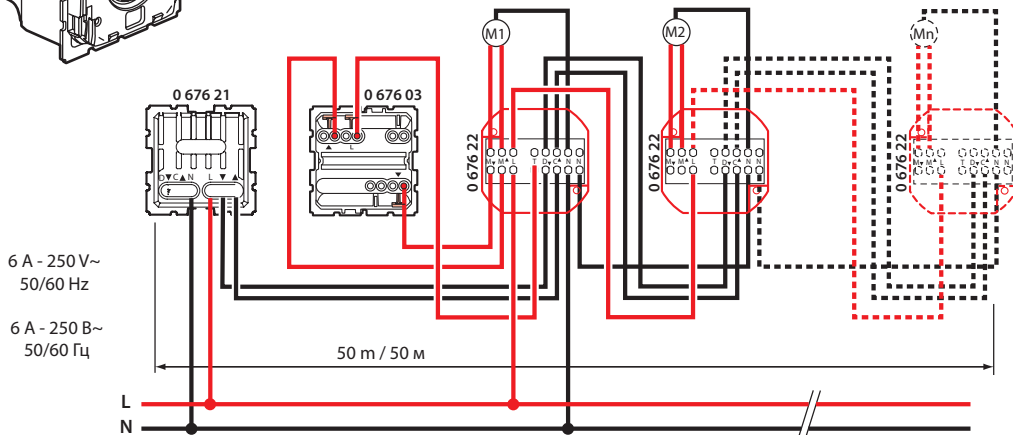 M1
M2
Mn
0 676 21
0 676 03
▲ L
▼
D▼C▲N L ▼ ▲
0 676 22
M▼ M▲ L T D▼ C▲ N N
0 676 22
M▼ M▲ L T D▼ C▲ N N
0 676 22
M▼ M▲ L T D▼ C▲ N N
6 A - 250 V~
50/60 Hz
6 A - 250 В~
50/60 Гц
50 m / 50 м
L
N